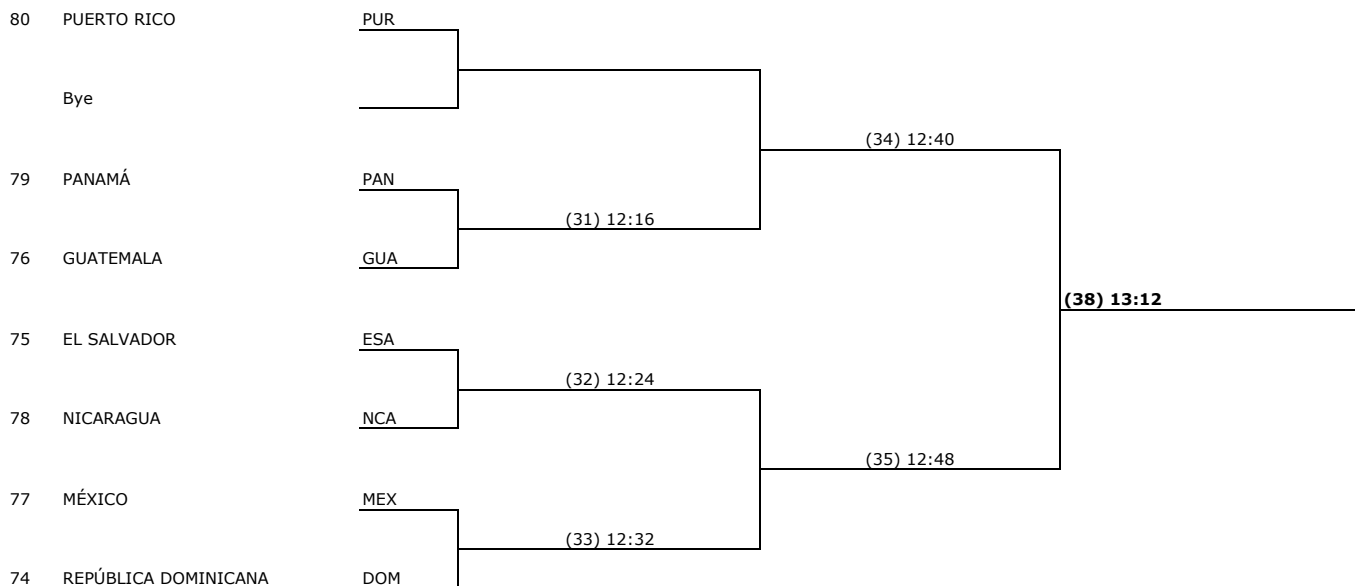 80 PUERTO RICO PUR
Bye
(34) 12:40
79 PANAMÁ PAN
(31) 12:16
76 GUATEMALA GUA
(38) 13:12
75 EL SALVADOR ESA
(32) 12:24
78 NICARAGUA NCA
(35) 12:48
77 MÉXICO MEX
(33) 12:32
74 REPÚBLICA DOMINICANA DOM